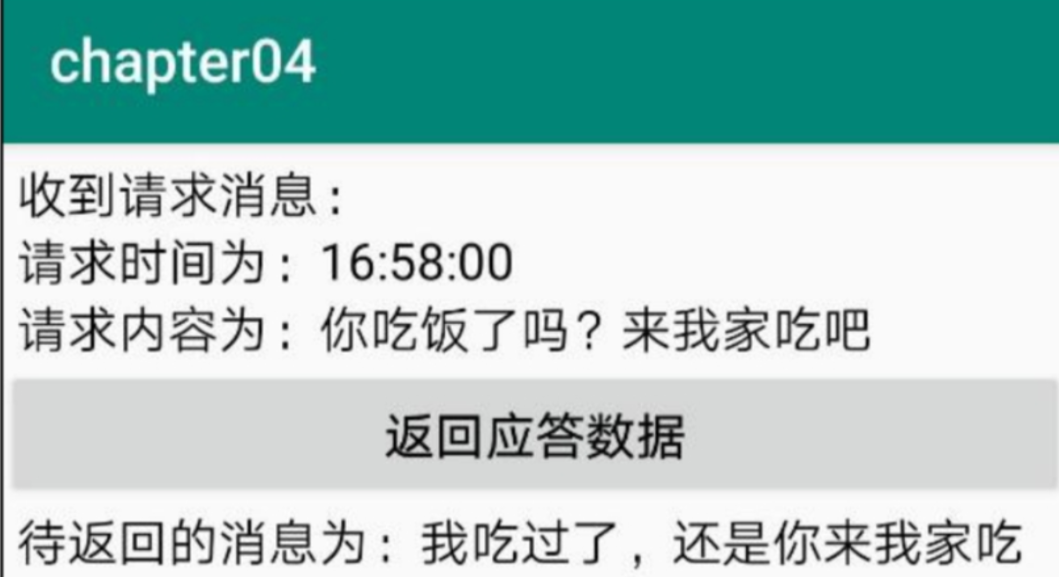 chapter04
收到请求消息：
请求时间为：16:58:00
请求内容为：你吃饭了吗？来我家吃吧
返回应答数据
待返回的消息为：我吃过了，还是你来我家吃